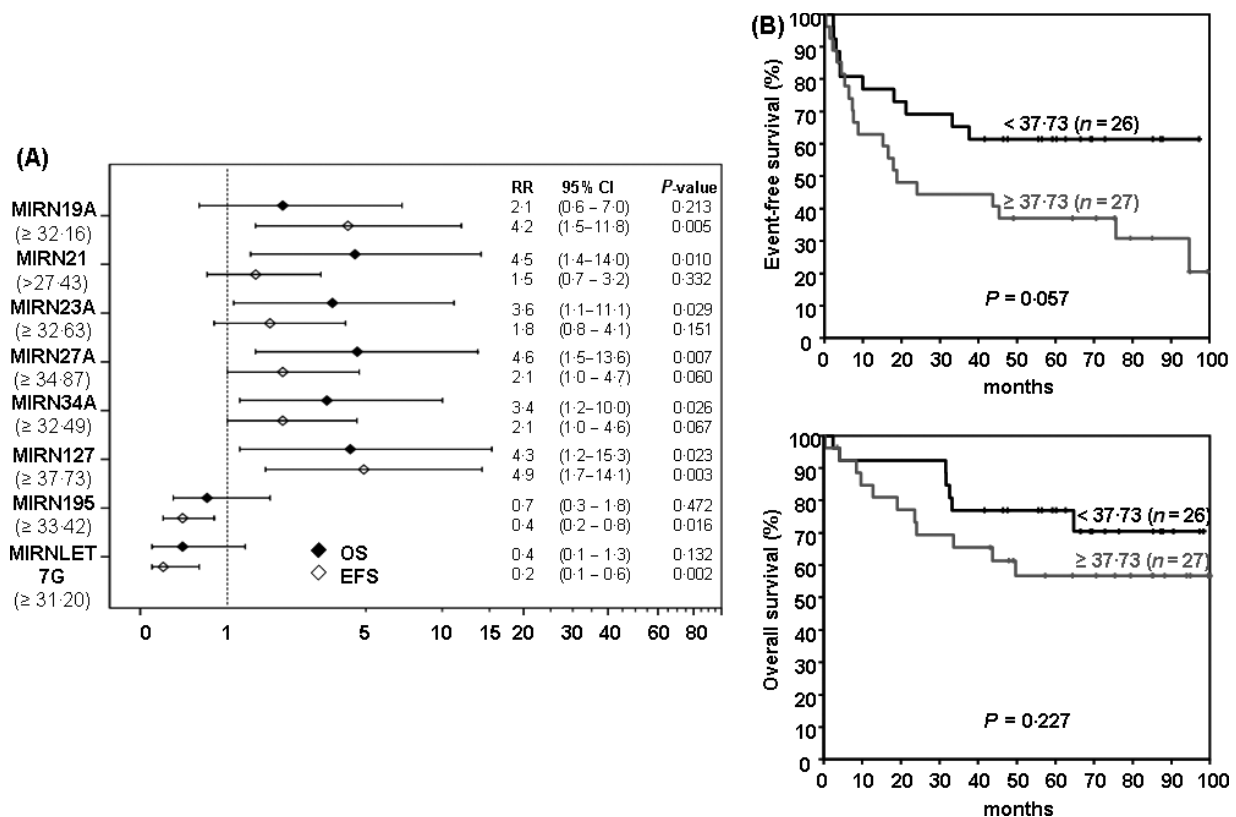 (A)
RR 95% CI P-value
MIRN19A 2·1 (0·6 – 7·0) 0·213
(≥ 32·16) 4·2 (1·5–11·8) 0·005
MIRN21 4·5 (1·4–14·0) 0·010
(>27·43) 1·5 (0·7 – 3·2) 0·332
MIRN23A 3·6 (1·1–11·1) 0·029
(≥ 32·63) 1·8 (0·8 – 4·1) 0·151
MIRN27A 4·6 (1·5–13·6) 0·007
(≥ 34·87) 2·1 (1·0 – 4·7) 0·060
MIRN34A 3·4 (1·2–10·0) 0·026
(≥ 32·49) 2·1 (1·0 – 4·6) 0·067
MIRN127 4·3 (1·2–15·3) 0·023
(≥ 37·73) 4·9 (1·7–14·1) 0·003
MIRN195 0·7 (0·3 – 1·8) 0·472
(≥ 33·42) 0·4 (0·2 – 0·8) 0·016
MIRNLET OS 0·4 (0·1 – 1·3) 0·132
7G EFS 0·2 (0·1 – 0·6) 0·002
(≥ 31·20)
0 1 5 10 15 20 30 40 60 80
(B)
Event-free survival (%)
100
90
80
70
60
50
40
30
20
10
0
< 37·73 (n = 26)
≥ 37·73 (n = 27)
P = 0·057
0 10 20 30 40 50 60 70 80 90 100
months
Overall survival (%)
100
90
80
70
60
50
40
30
20
10
0
< 37·73 (n = 26)
≥ 37·73 (n = 27)
P = 0·227
0 10 20 30 40 50 60 70 80 90 100
months